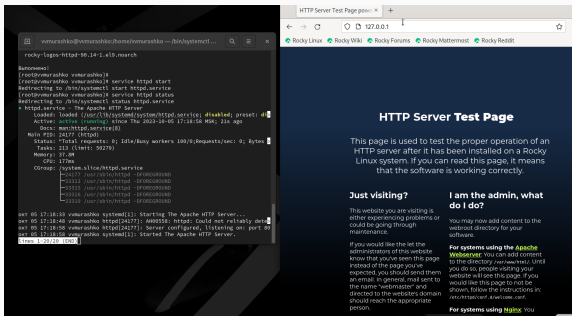 vvmurashko@vvmurashko:/home/vvmurashko — /bin/systemctl ...
rocky-logos-httpd-90.14-1.el9.noarch
Выполнено!
[root@vvmurashko vvmurashko]#
[root@vvmurashko vvmurashko]# service httpd start
Redirecting to /bin/systemctl start httpd.service
[root@vvmurashko vvmurashko]# service httpd status
Redirecting to /bin/systemctl status httpd.service
● httpd.service - The Apache HTTP Server
Loaded: loaded (/usr/lib/systemd/system/httpd.service; disabled; preset: di
Active: active (running) since Thu 2023-10-05 17:18:58 MSK; 21s ago
Docs: man:httpd.service(8)
Main PID: 24177 (httpd)
Status: "Total requests: 0; Idle/Busy workers 100/0;Requests/sec: 0; Bytes
Tasks: 213 (limit: 50279)
Memory: 37.8M
CPU: 177ms
CGroup: /system.slice/httpd.service
├─24177 /usr/sbin/httpd -DFOREGROUND
/usr/sbin/httpd -DFOREGROUND
/usr/sbin/httpd -DFOREGROUND
/usr/sbin/httpd -DFOREGROUND
/usr/sbin/httpd -DFOREGROUND
окт 05 17:18:38 vvmurashko systemd[1]: Starting The Apache HTTP Server...
окт 05 17:18:48 vvmurashko httpd[24177]: AH00558: httpd: Could not reliably dete
окт 05 17:18:58 vvmurashko httpd[24177]: Server configured, listening on: port 80
окт 05 17:18:58 vvmurashko systemd[1]: Started The Apache HTTP Server.
lines 1-20/20 (END)
HTTP Server Test Page powe ×
127.0.0.1
Rocky Linux Rocky Wiki Rocky Forums Rocky Mattermost Rocky Reddit
HTTP Server Test Page
This page is used to test the proper operation of an
HTTP server after it has been installed on a Rocky
Linux system. If you can read this page, it means
that the software is working correctly.
Just visiting?
This website you are visiting is
either experiencing problems or
could be going through
maintenance.
If you would like the let the
administrators of this website
know that you've seen this page
instead of the page you've
expected, you should send them
an email. In general, mail sent to
the name "webmaster" and
directed to the website's domain
should reach the appropriate
person.
I am the admin, what
do I do?
You may now add content to the
webroot directory for your
software.
For systems using the Apache
Webserver: You can add content
to the directory /var/www/html/. Until
you do so, people visiting your
website will see this page. If you
would like this page to not be
shown, follow the instructions in:
/etc/httpd/conf.d/welcome.conf.
For systems using Nginx: You